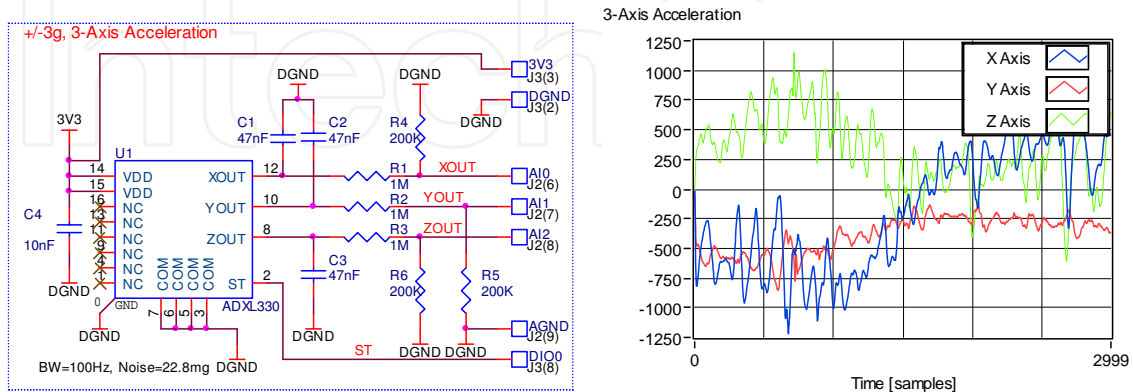 3-Axis Acceleration
+/-3g, 3-Axis Acceleration
intech
3V3
J3(3)
DGND
J3(2)
DGND
DGND
C1
47nF
C2
47nF
R4
200K
3V3
U1
14
15
16
13
11
9
4
1
VDD
VDD
NC
NC
NC
NC
NC
NC
XOUT
YOUT
ZOUT
ST
12
10
8
2
R1
1M
R2
1M
R3
1M
XOUT
YOUT
ZOUT
AI0
J2(6)
AI1
J2(7)
AI2
J2(8)
C4
10nF
DGND
C3
47nF
R6
200K
R5
200K
COM
COM
COM
COM
0
GND
ADXL330
7
6
5
3
DGND
DGND
DGND
DGND
DGND
AGND
J2(9)
ST
DIO0
J3(8)
BW=100Hz, Noise=22.8mg
1250
1000
750
500
250
0
-250
-500
-750
-1000
-1250
X Axis
Y Axis
Z Axis
0
2999
Time [samples]